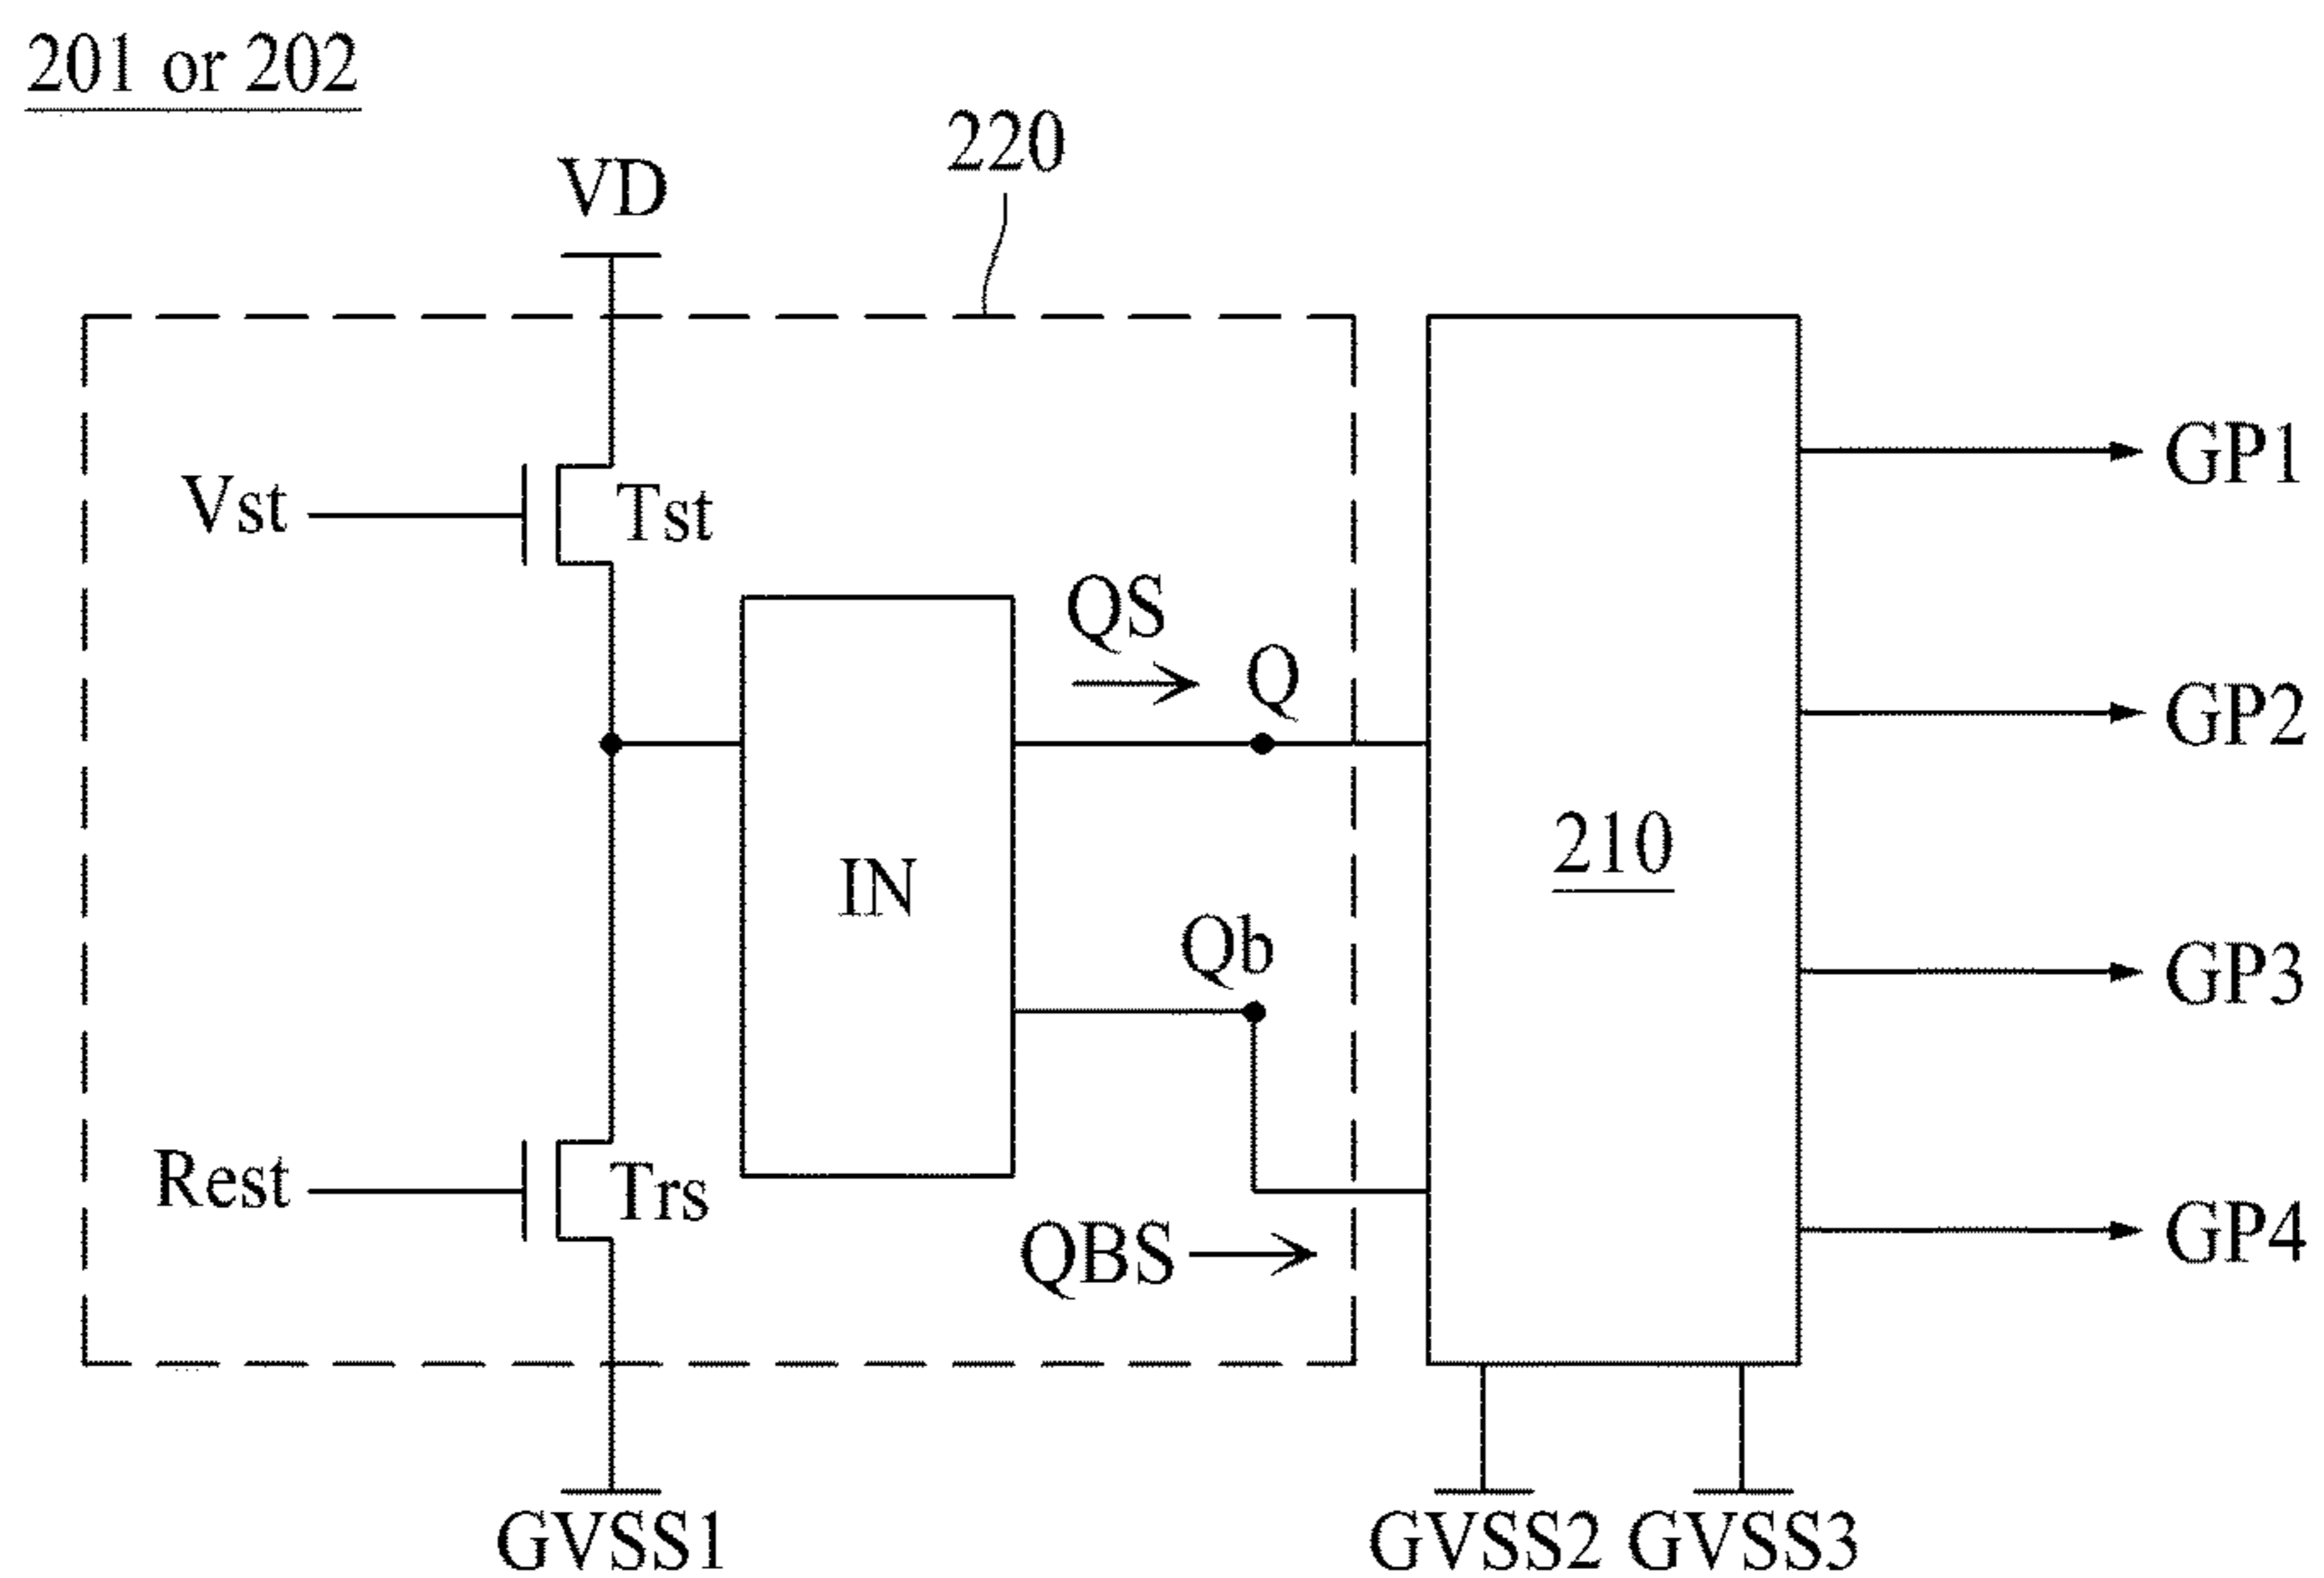 201 or 202
220
VD
GP1
Vst
Tst
QS
Q
GP2
210
IN
Qb
GP3
Rest
Trs
QBS
GP4
GVSS1
GVSS2
GVSS3